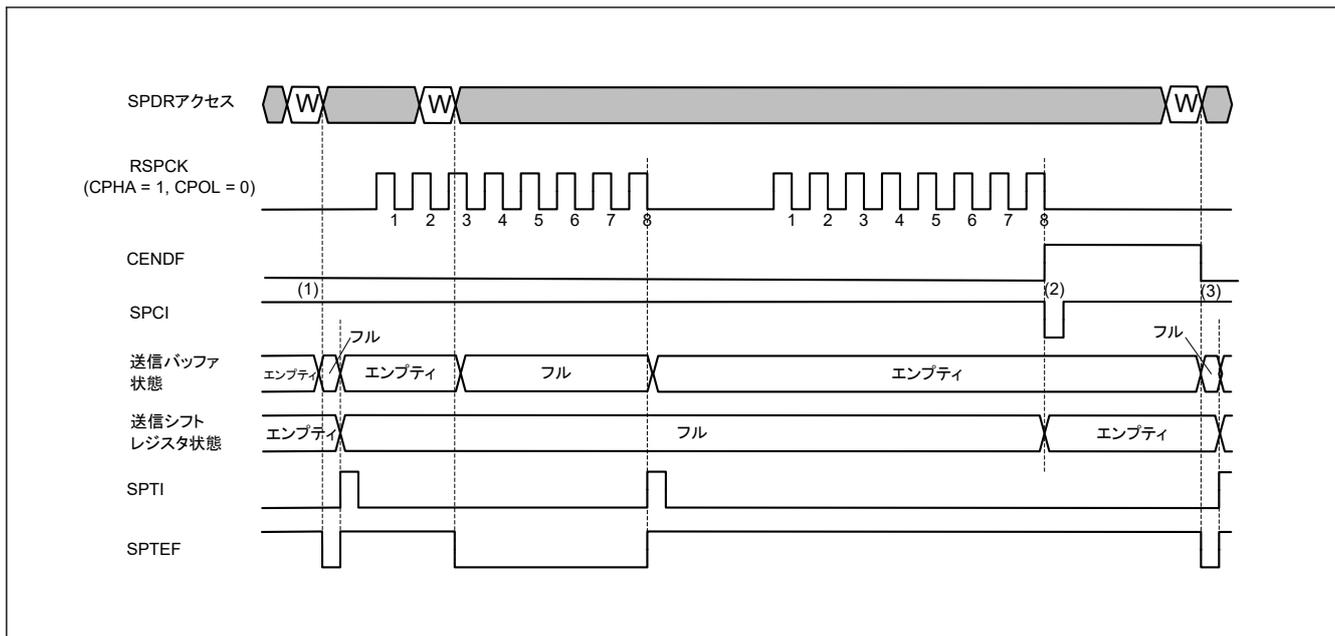 SPDRアクセス
W W W
RSPCK
(CPHA = 1, CPOL = 0)
1 2 3 4 5 6 7 8 1 2 3 4 5 6 7 8
CENDF
(1) (2) (3)
SPCI
フル フル
送信バッファ
状態
エンプティ エンプティ フル エンプティ
送信シフト
レジスタ状態
エンプティ フル エンプティ
SPTI
SPTEF